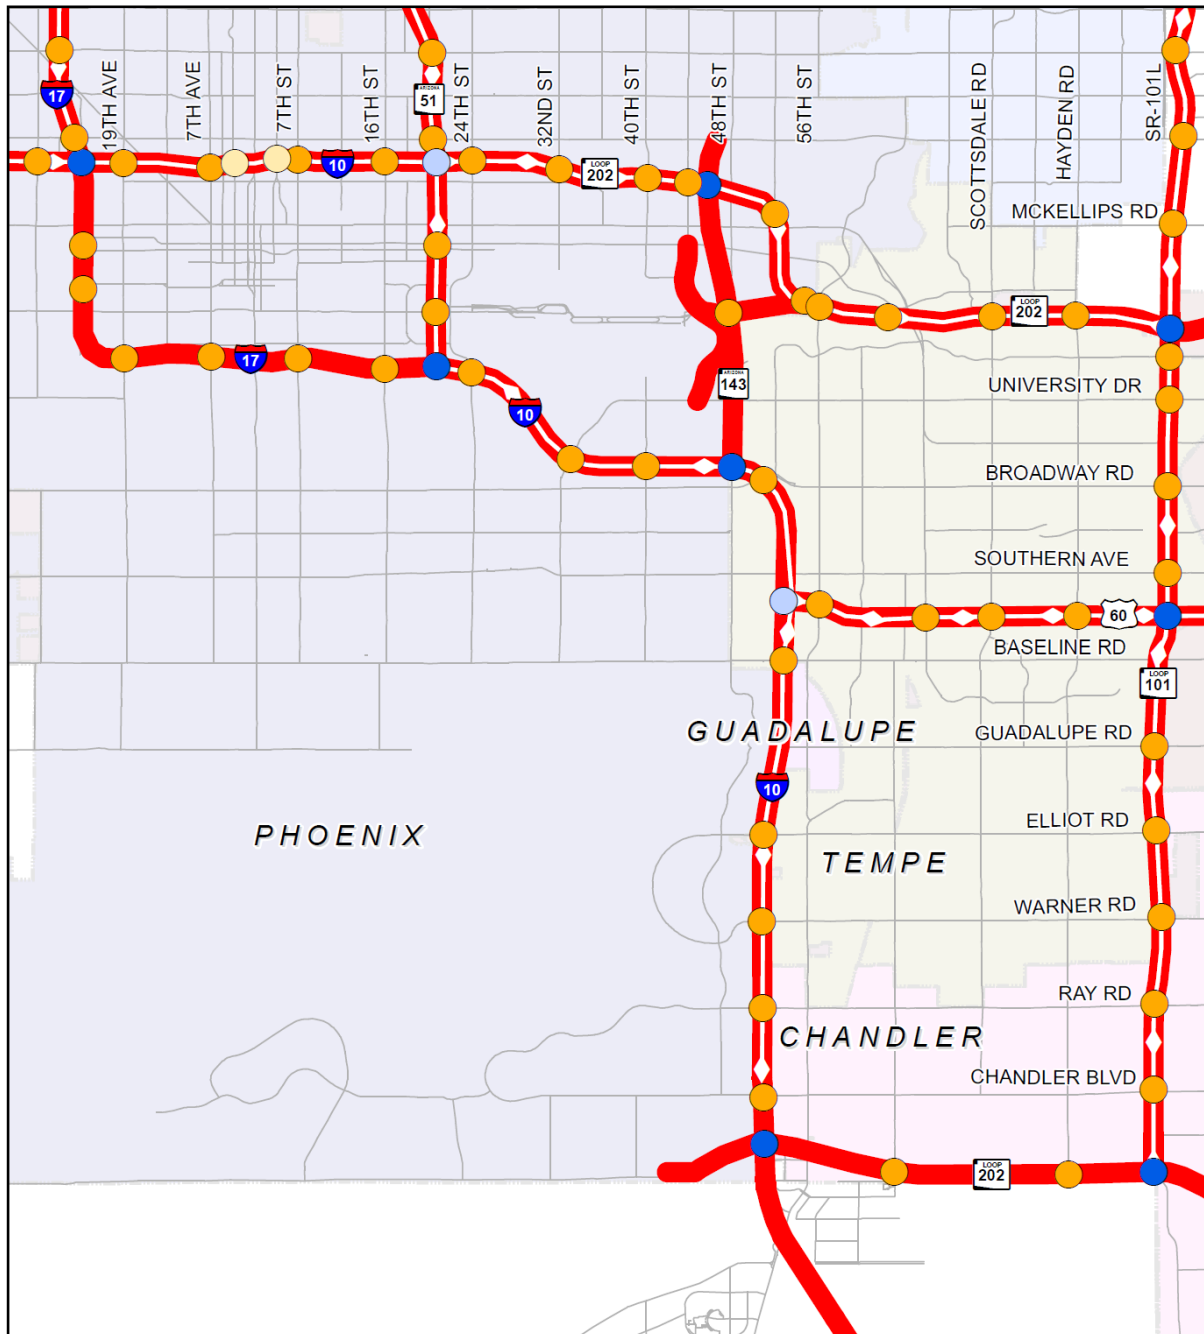 19TH AVE
7TH AVE
7TH ST
16TH ST
24TH ST
32ND ST
40TH ST
48TH ST
56TH ST
SCOTTSDALE RD
HAYDEN RD
SR-101L
17
ARIZONA
51
10
LOOP
202
MCKELLIPS RD
LOOP
202
17
ARIZONA
143
UNIVERSITY DR
10
BROADWAY RD
SOUTHERN AVE
60
BASELINE RD
LOOP
101
GUADALUPE
GUADALUPE RD
10
PHOENIX
ELLIOT RD
TEMPE
WARNER RD
RAY RD
CHANDLER
CHANDLER BLVD
LOOP
202